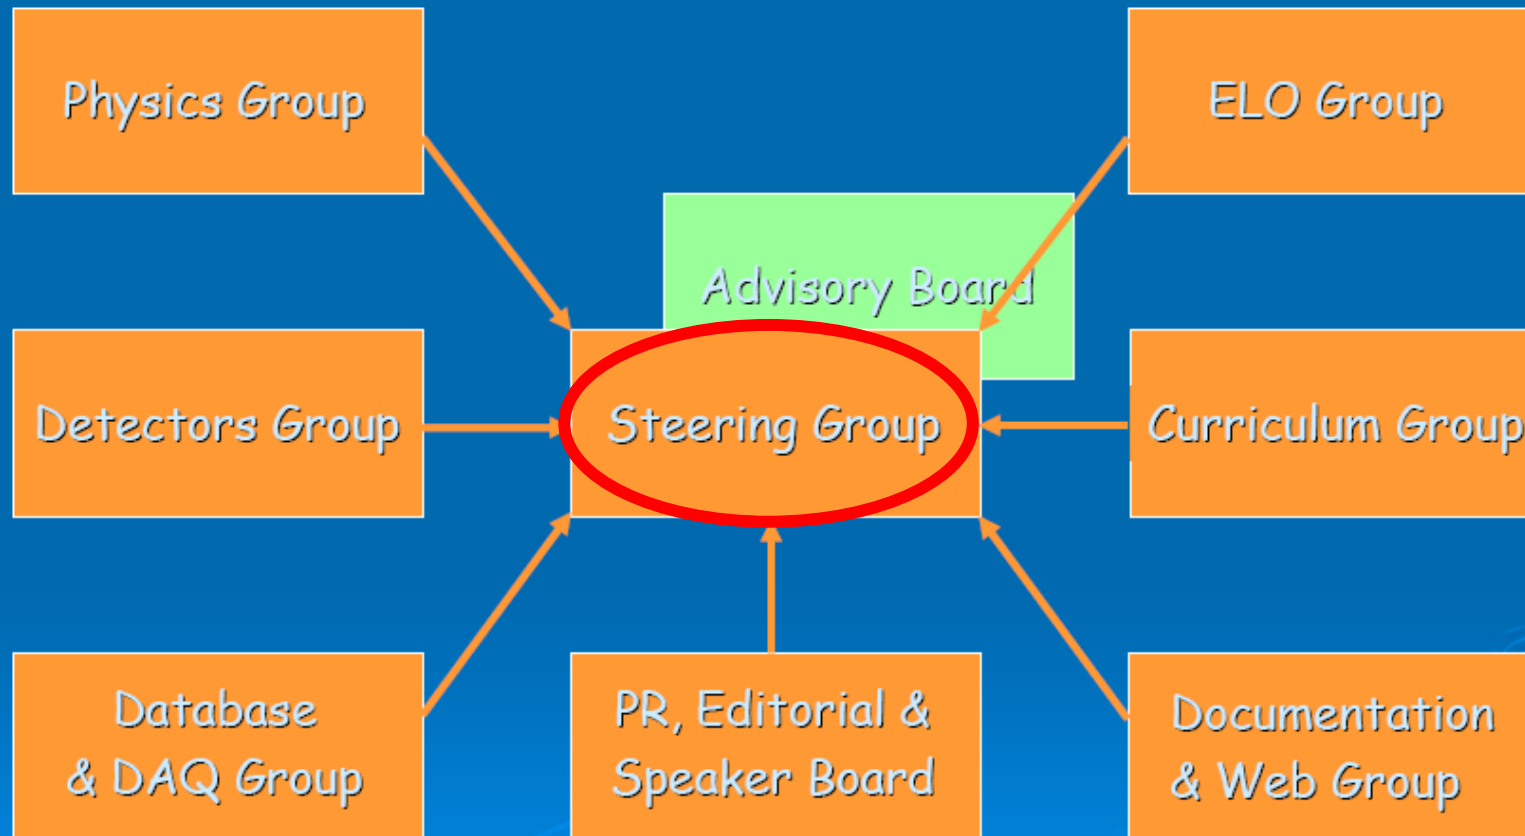 Physics Group
ELO Group
Advisory Board
Detectors Group
Steering Group
Curriculum Group
Database
& DAQ Group
PR, Editorial &
Speaker Board
Documentation
& Web Group